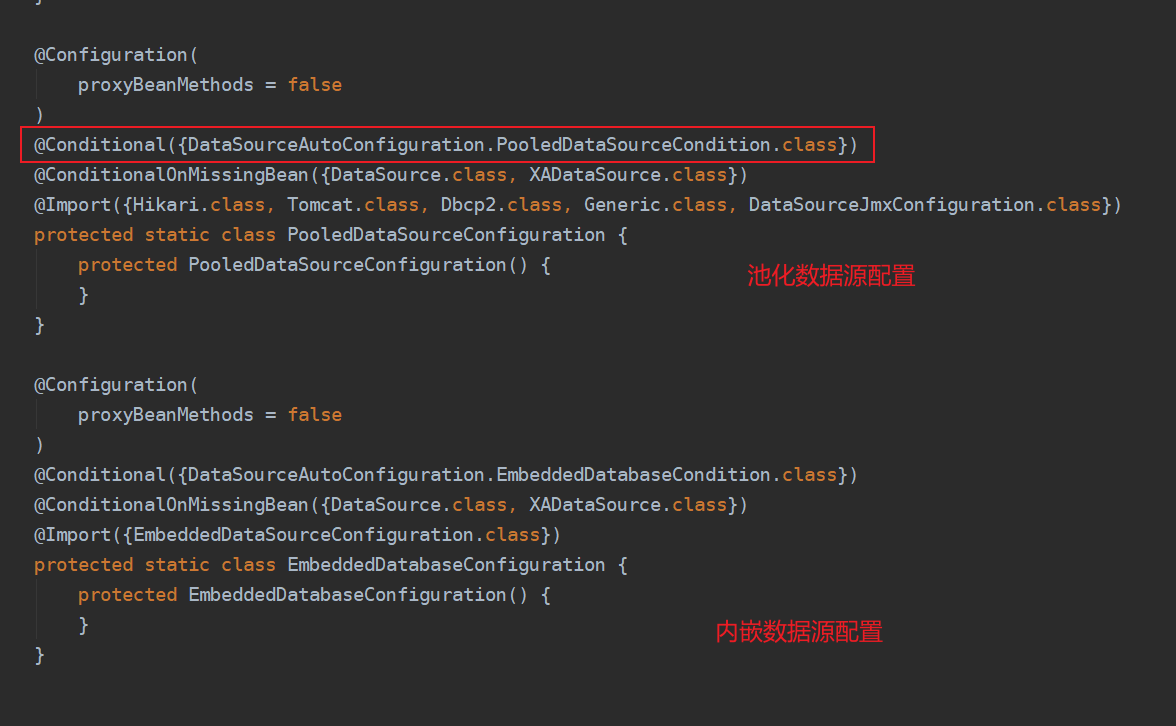 }
@Configuration(
    proxyBeanMethods = false
)
@Conditional({DataSourceAutoConfiguration.PooledDataSourceCondition.class})
@ConditionalOnMissingBean({DataSource.class, XADataSource.class})
@Import({Hikari.class, Tomcat.class, Dbcp2.class, Generic.class, DataSourceJmxConfiguration.class})
protected static class PooledDataSourceConfiguration {
    protected PooledDataSourceConfiguration() {
池化数据源配置
    }
}
@Configuration(
    proxyBeanMethods = false
)
@Conditional({DataSourceAutoConfiguration.EmbeddedDatabaseCondition.class})
@ConditionalOnMissingBean({DataSource.class, XADataSource.class})
@Import({EmbeddedDataSourceConfiguration.class})
protected static class EmbeddedDatabaseConfiguration {
    protected EmbeddedDatabaseConfiguration() {
    }
内嵌数据源配置
}